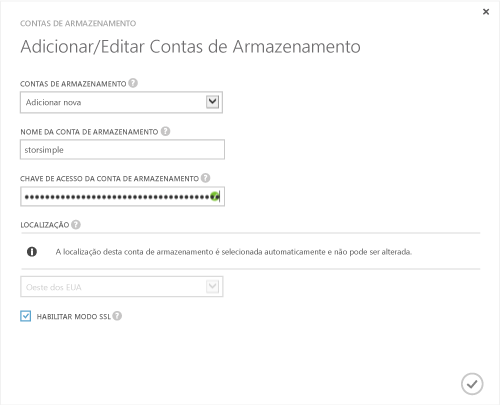 CONTAS DE ARMAZENAMENTO
Adicionar/Editar Contas de Armazenamento
CONTAS DE ARMAZENAMENTO ?
Adicionar nova
NOME DA CONTA DE ARMAZENAMENTO ?
storsimple
CHAVE DE ACESSO DA CONTA DE ARMAZENAMENTO ?
LOCALIZAÇÃO ?
A localização desta conta de armazenamento é selecionada automaticamente e não pode ser alterada.
Oeste dos EUA
HABILITAR MODO SSL ?